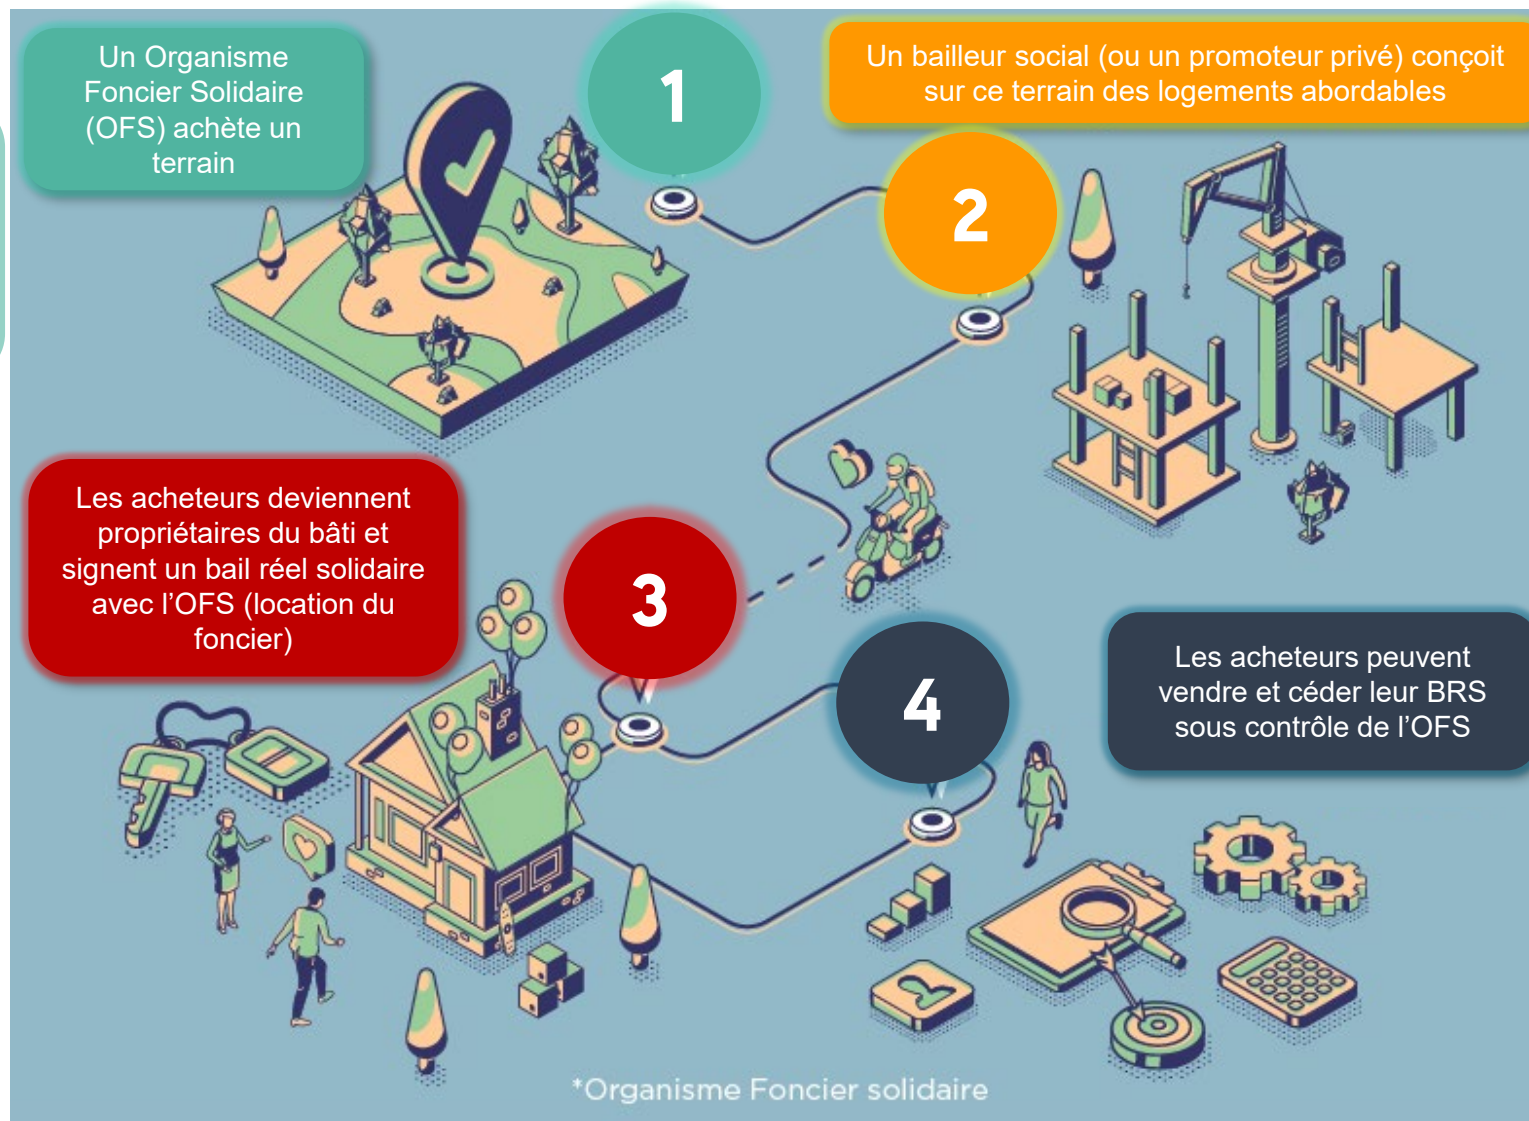 Un Organisme
Foncier Solidaire
(OFS) achète un
terrain
1
Un bailleur social (ou un promoteur privé) conçoit
sur ce terrain des logements abordables
2
Les acheteurs deviennent
propriétaires du bâti et
signent un bail réel solidaire
avec l’OFS (location du
foncier)
3
4
Les acheteurs peuvent
vendre et céder leur BRS
sous contrôle de l’OFS
*Organisme Foncier solidaire